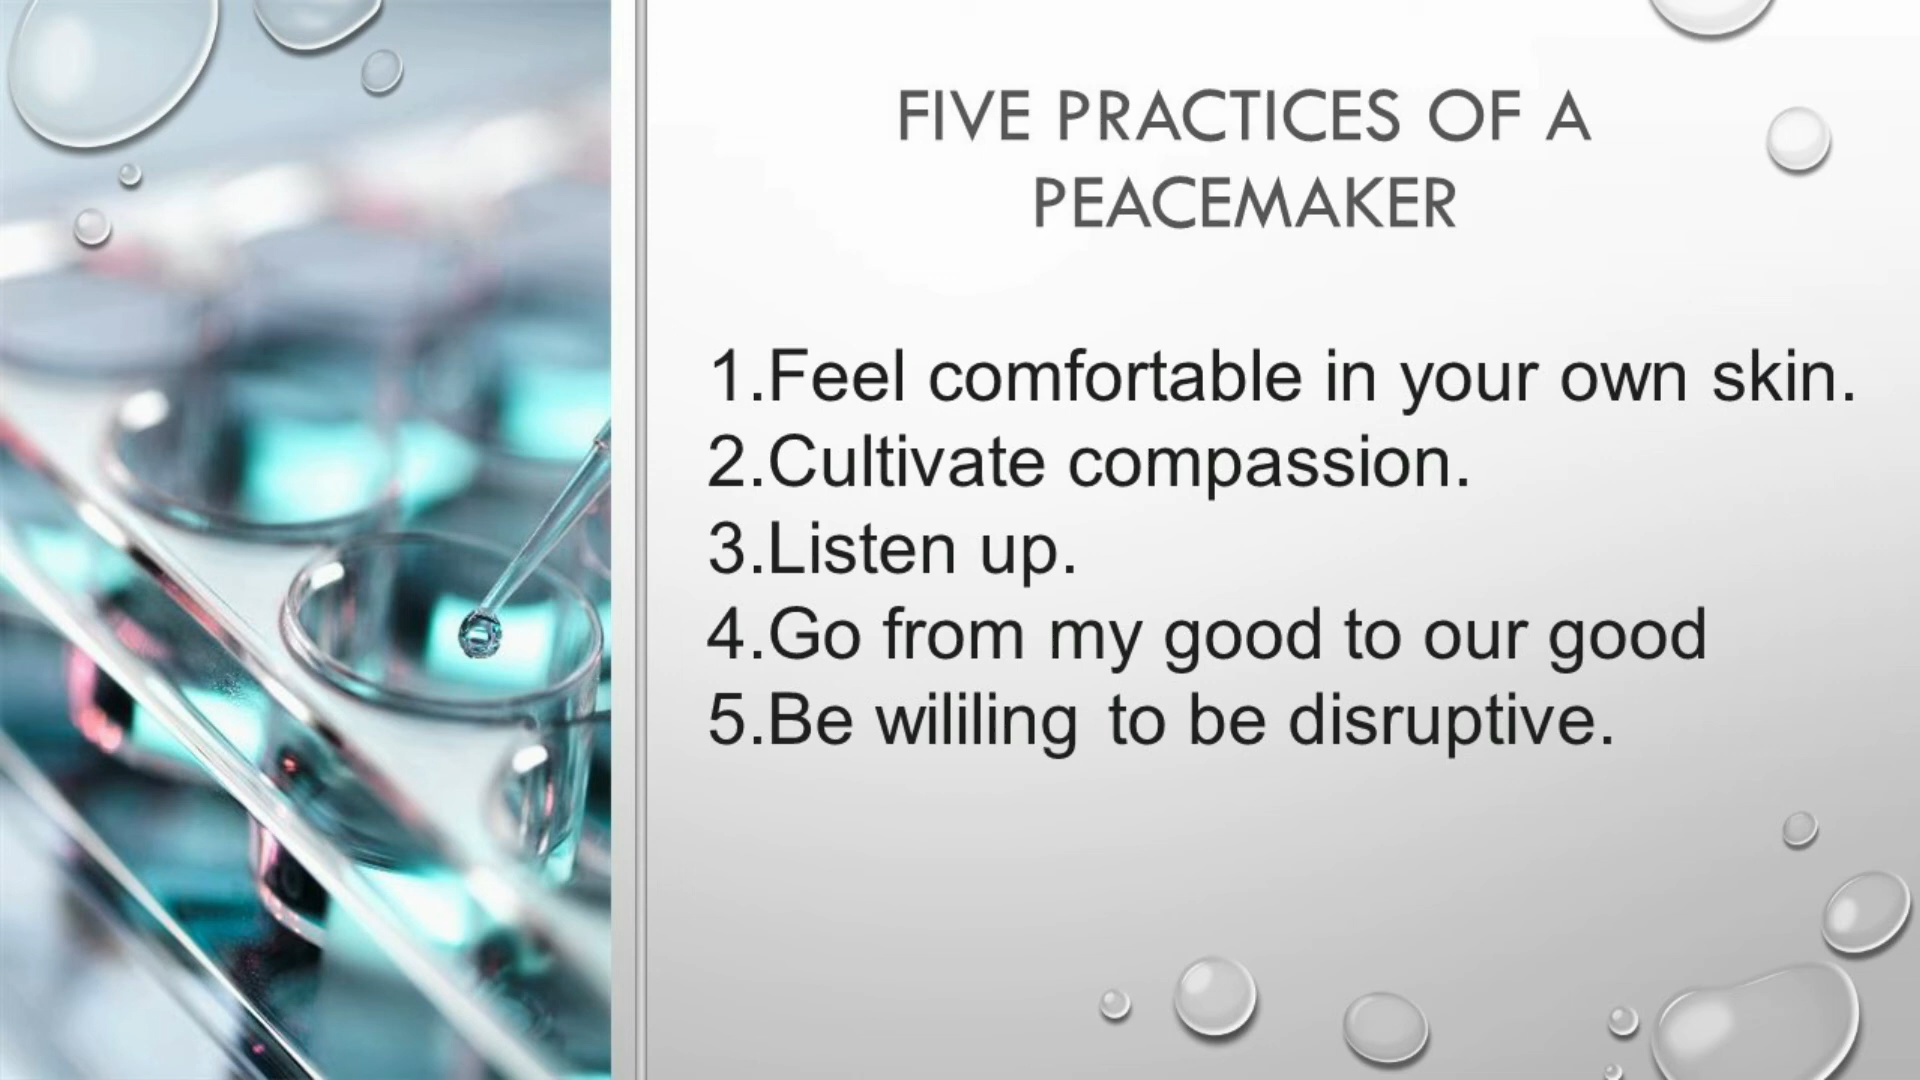 FIVE PRACTICES OF A
PEACEMAKER
1.Feel comfortable in your own skin.
2.Cultivate compassion.
3.Listen up.
4.Go from my good to our good
5.Be wililing to be disruptive.